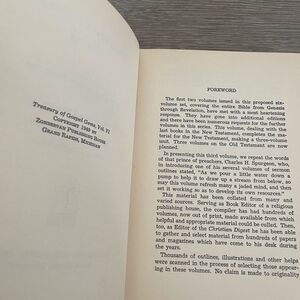 Treasury of Gospel Gems, Vol. VI
Copyright 1949 by
Zondervan Publishing House
Grand Rapids, Michigan
FOREWORD
The first two volumes issued in this proposed six-
volume set, covering the entire Bible from Genesis
through Revelation, have met with a most heartening
response. They have gone into additional editions
and there have been numerous requests for the further
volumes in this series. This volume, dealing with the
last books in the New Testament, completes the ma-
terial for the New Testament, making a three-volume
unit. Three volumes on the Old Testament are now
planned.
In presenting this third volume, we repeat the words
of that prince of preachers, Charles H. Spurgeon, who,
in commenting on one of his several volumes of sermon
outlines stated, "As we pour a little water down a
pump to help it to draw up a stream from below, so
may this volume refresh many a jaded mind, and then
set it working so as to develop its own resources."
This material has been collated from many and
varied sources. Serving as Book Editor of a religious
publishing house, the compiler has had hundreds of
volumes, now out of print, made available from which
helpful and appropriate material could be culled. Then
too, as Editor of the Christian Digest he has been able
to gather and select material from hundreds of papers
and magazines which have come to his desk during
the years.
Thousands of outlines, illustrations and other helps
were scanned in the process of selecting those appear-
ing in these volumes. No claim is made to originality